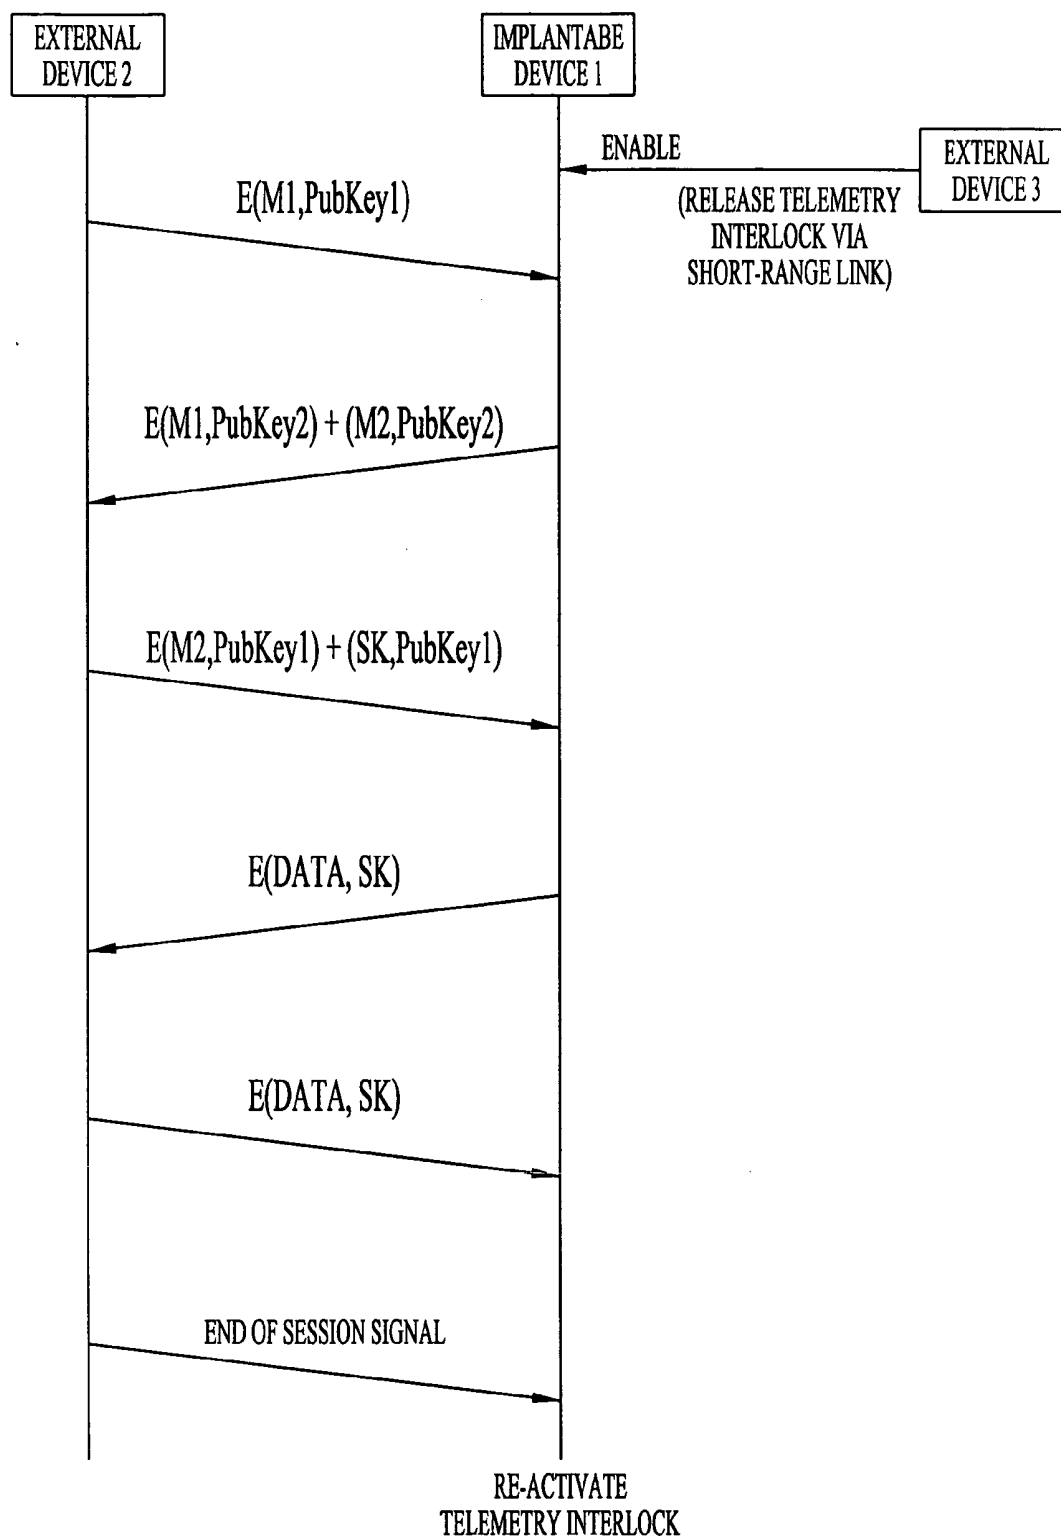 EXTERNAL
DEVICE 2
IMPLANTABE
DEVICE 1
ENABLE
EXTERNAL
DEVICE 3
(RELEASE TELEMETRY
INTERLOCK VIA
SHORT-RANGE LINK)
E(M1,PubKey1)
E(M1,PubKey2) + (M2,PubKey2)
E(M2,PubKey1) + (SK,PubKey1)
E(DATA, SK)
E(DATA, SK)
END OF SESSION SIGNAL
RE-ACTIVATE
TELEMETRY INTERLOCK